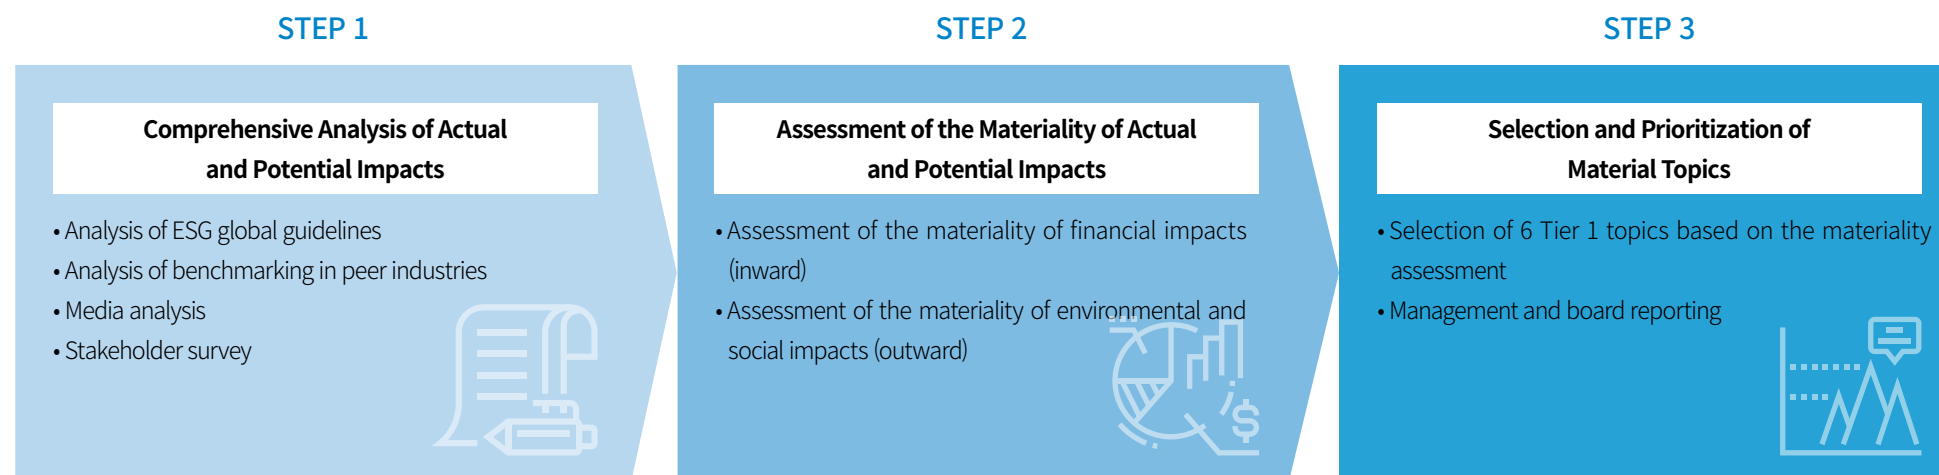 STEP 1
Comprehensive Analysis of Actual
and Potential Impacts
• Analysis of ESG global guidelines
• Analysis of benchmarking in peer industries
• Media analysis
• Stakeholder survey
STEP 2
Assessment of the Materiality of Actual
and Potential Impacts
• Assessment of the materiality of financial impacts
(inward)
• Assessment of the materiality of environmental and
social impacts (outward)
$
STEP 3
Selection and Prioritization of
Material Topics
• Selection of 6 Tier 1 topics based on the materiality
assessment
• Management and board reporting